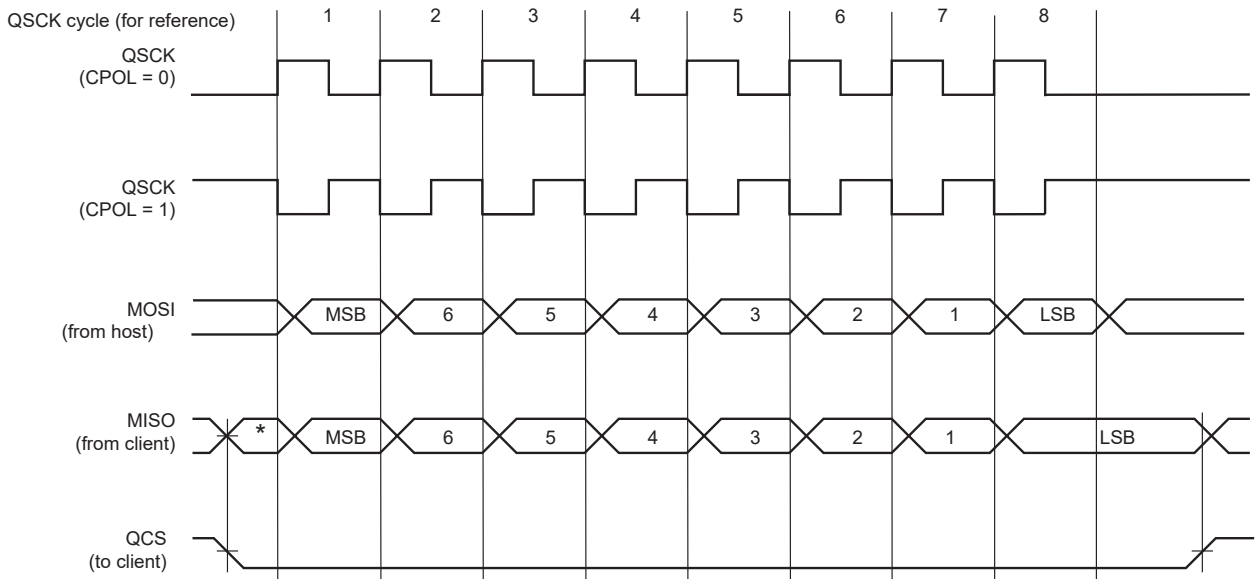 QSCK cycle (for reference)
1 2 3 4 5 6 7 8
QSCK
(CPOL = 0)
QSCK
(CPOL = 1)
MOSI
(from host)
MSB 6 5 4 3 2 1 LSB
MISO
(from client)
* MSB 6 5 4 3 2 1 LSB
QCS
(to client)